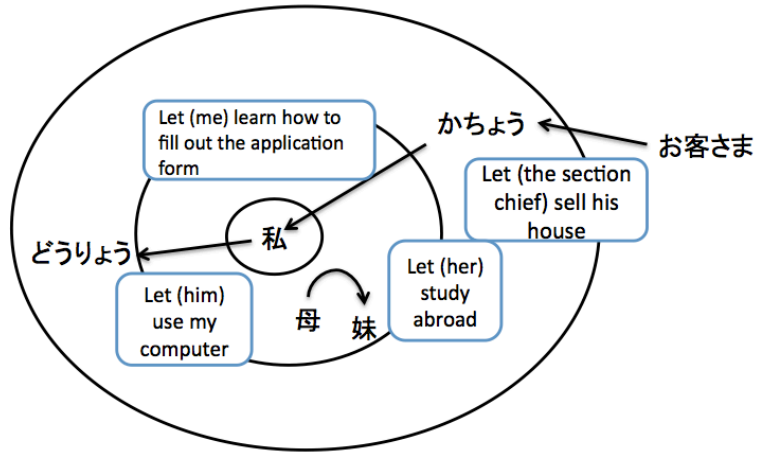 Let (me) learn how to
fill out the application
form
かちょう
お客さま
Let (the section
chief) sell his
house
私
どうりょう
Let (him)
use my
computer
母
妹
Let (her)
study
abroad